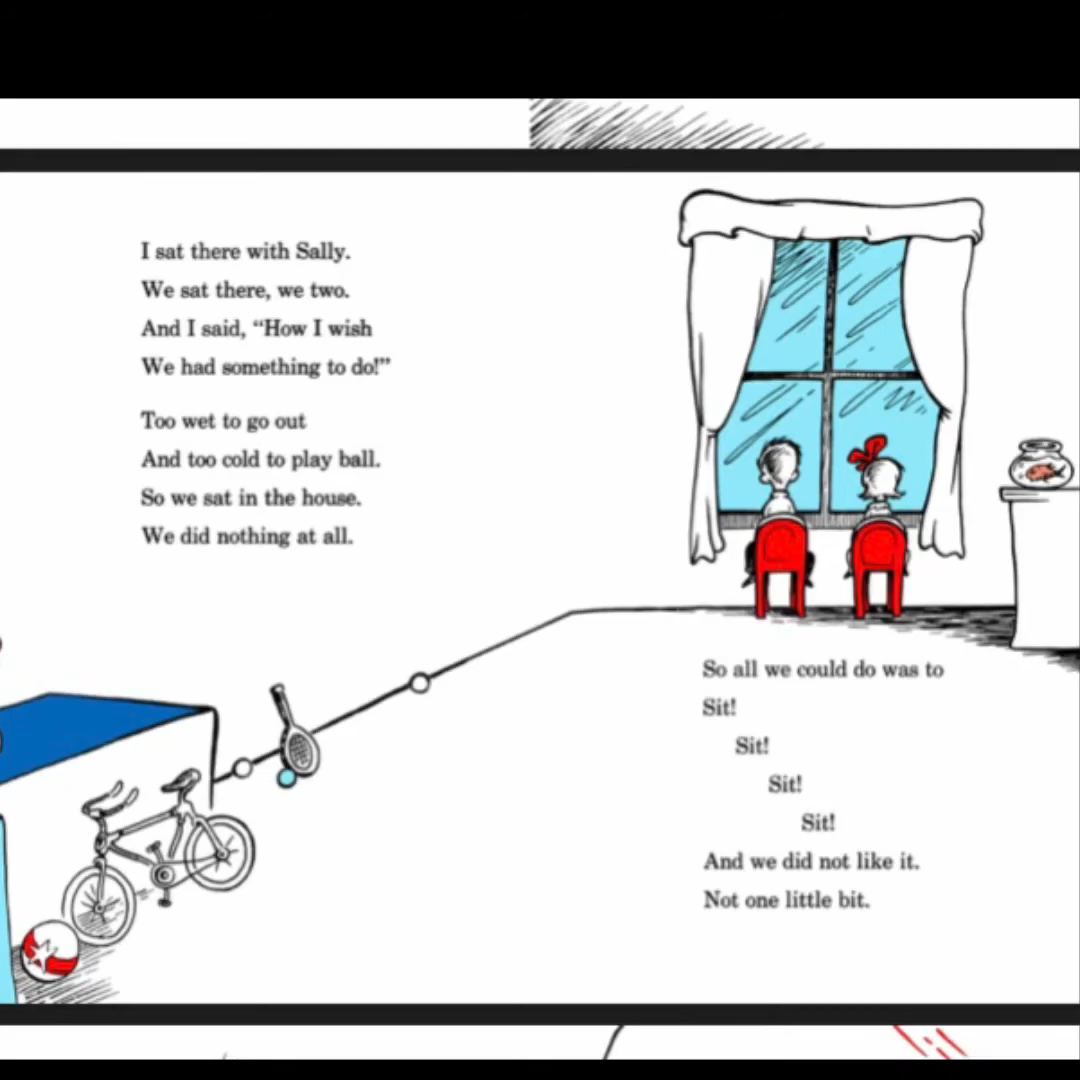 I sat there with Sally.
We sat there, we two.
And I said, “How I wish
We had something to do!”
Too wet to go out
And too cold to play ball.
So we sat in the house.
We did nothing at all.
So all we could do was to
Sit!
Sit!
Sit!
Sit!
And we did not like it.
Not one little bit.